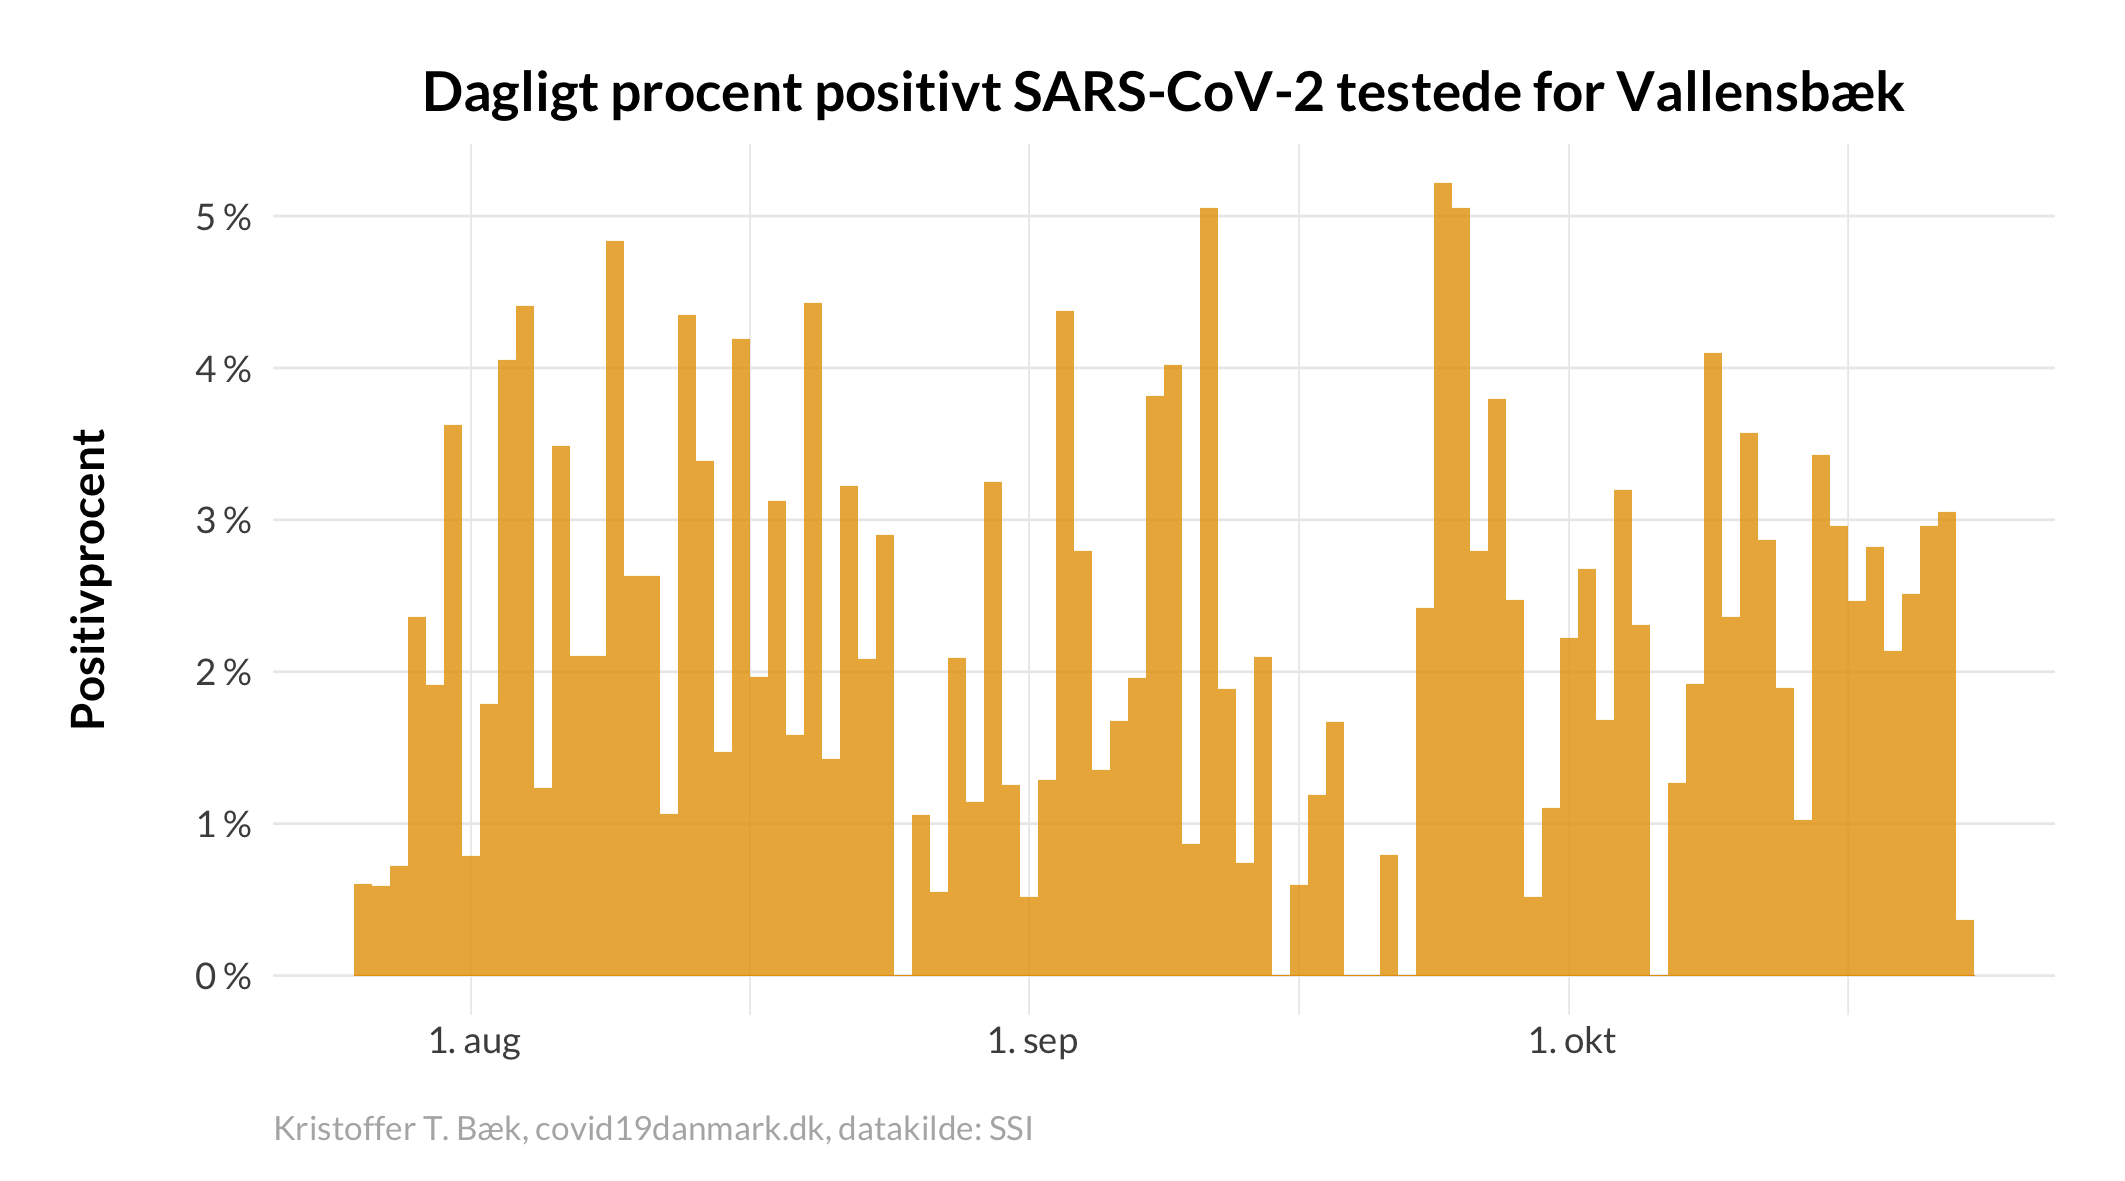 Dagligt procent positivt SARS-CoV-2 testede for Vallensbæk
Positivprocent
5 %
4 %
3 %
2 %
1 %
0 %
1. aug
1. sep
1. okt
Kristoffer T. Bæk, covid19danmark.dk, datakilde: SSI